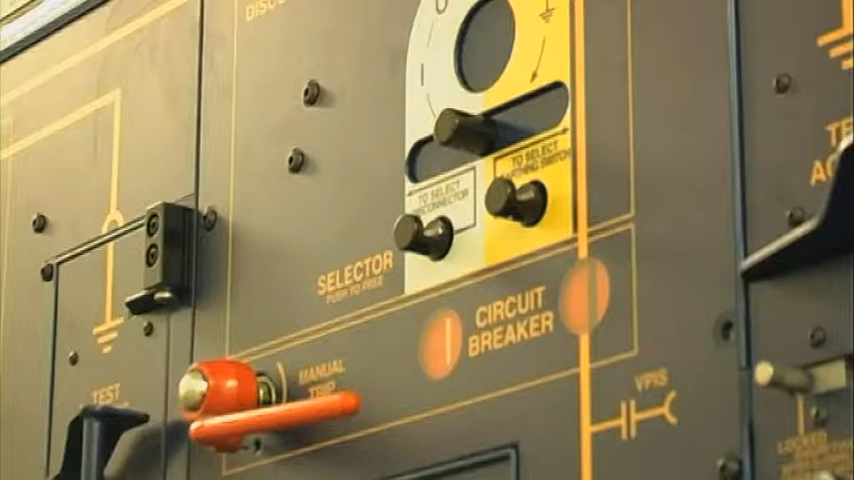 TO SELECT
DISCONNECTOR
TO SELECT
EARTHING SWITCH
SELECTOR
PUSH TO FREE
CIRCUIT
BREAKER
MANUAL
TRIP
VPIS
TEST
LOCKED